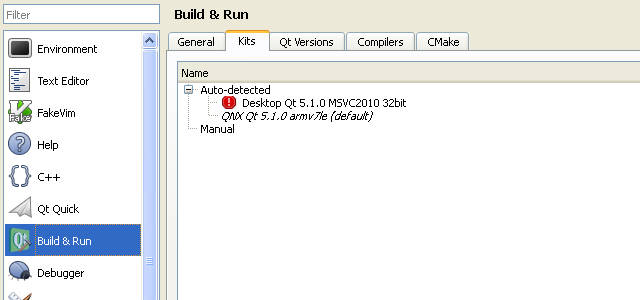 Filter
Build & Run
General
Kits
Qt Versions
Compilers
CMake
Environment
Text Editor
FakeVim
Fake
Help
C++
Qt Quick
Build & Run
Debugger
Name
Auto-detected
Desktop Qt 5.1.0 MSVC2010 32bit
QNX Qt 5.1.0 armv7le (default)
Manual